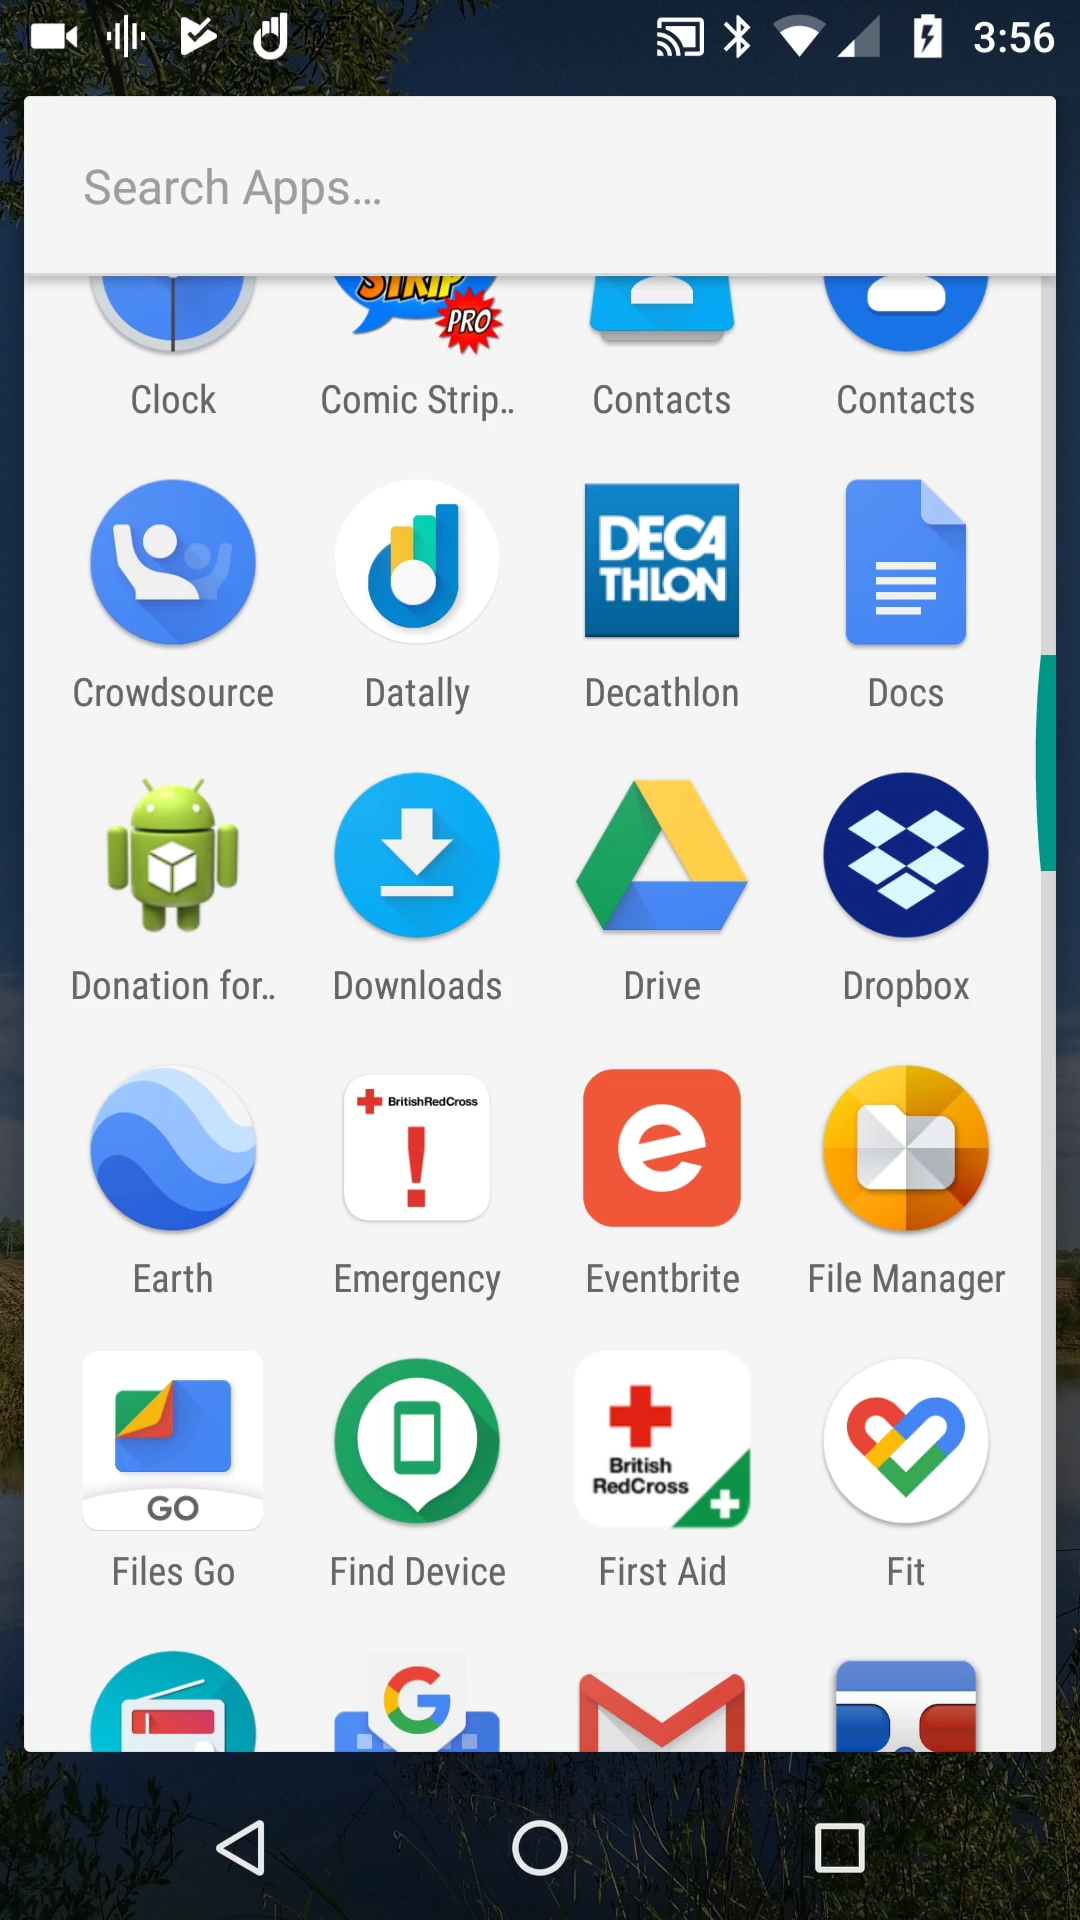 3:56
Search Apps...
STRIP
PRO
Clock
Comic Strip..
Contacts
Contacts
DECA
THLON
Crowdsource
Datally
Decathlon
Docs
Donation for..
Downloads
Drive
Dropbox
BritishRedCross
!
e
Earth
Emergency
Eventbrite
File Manager
GO
British
RedCross
Files Go
Find Device
First Aid
Fit
G